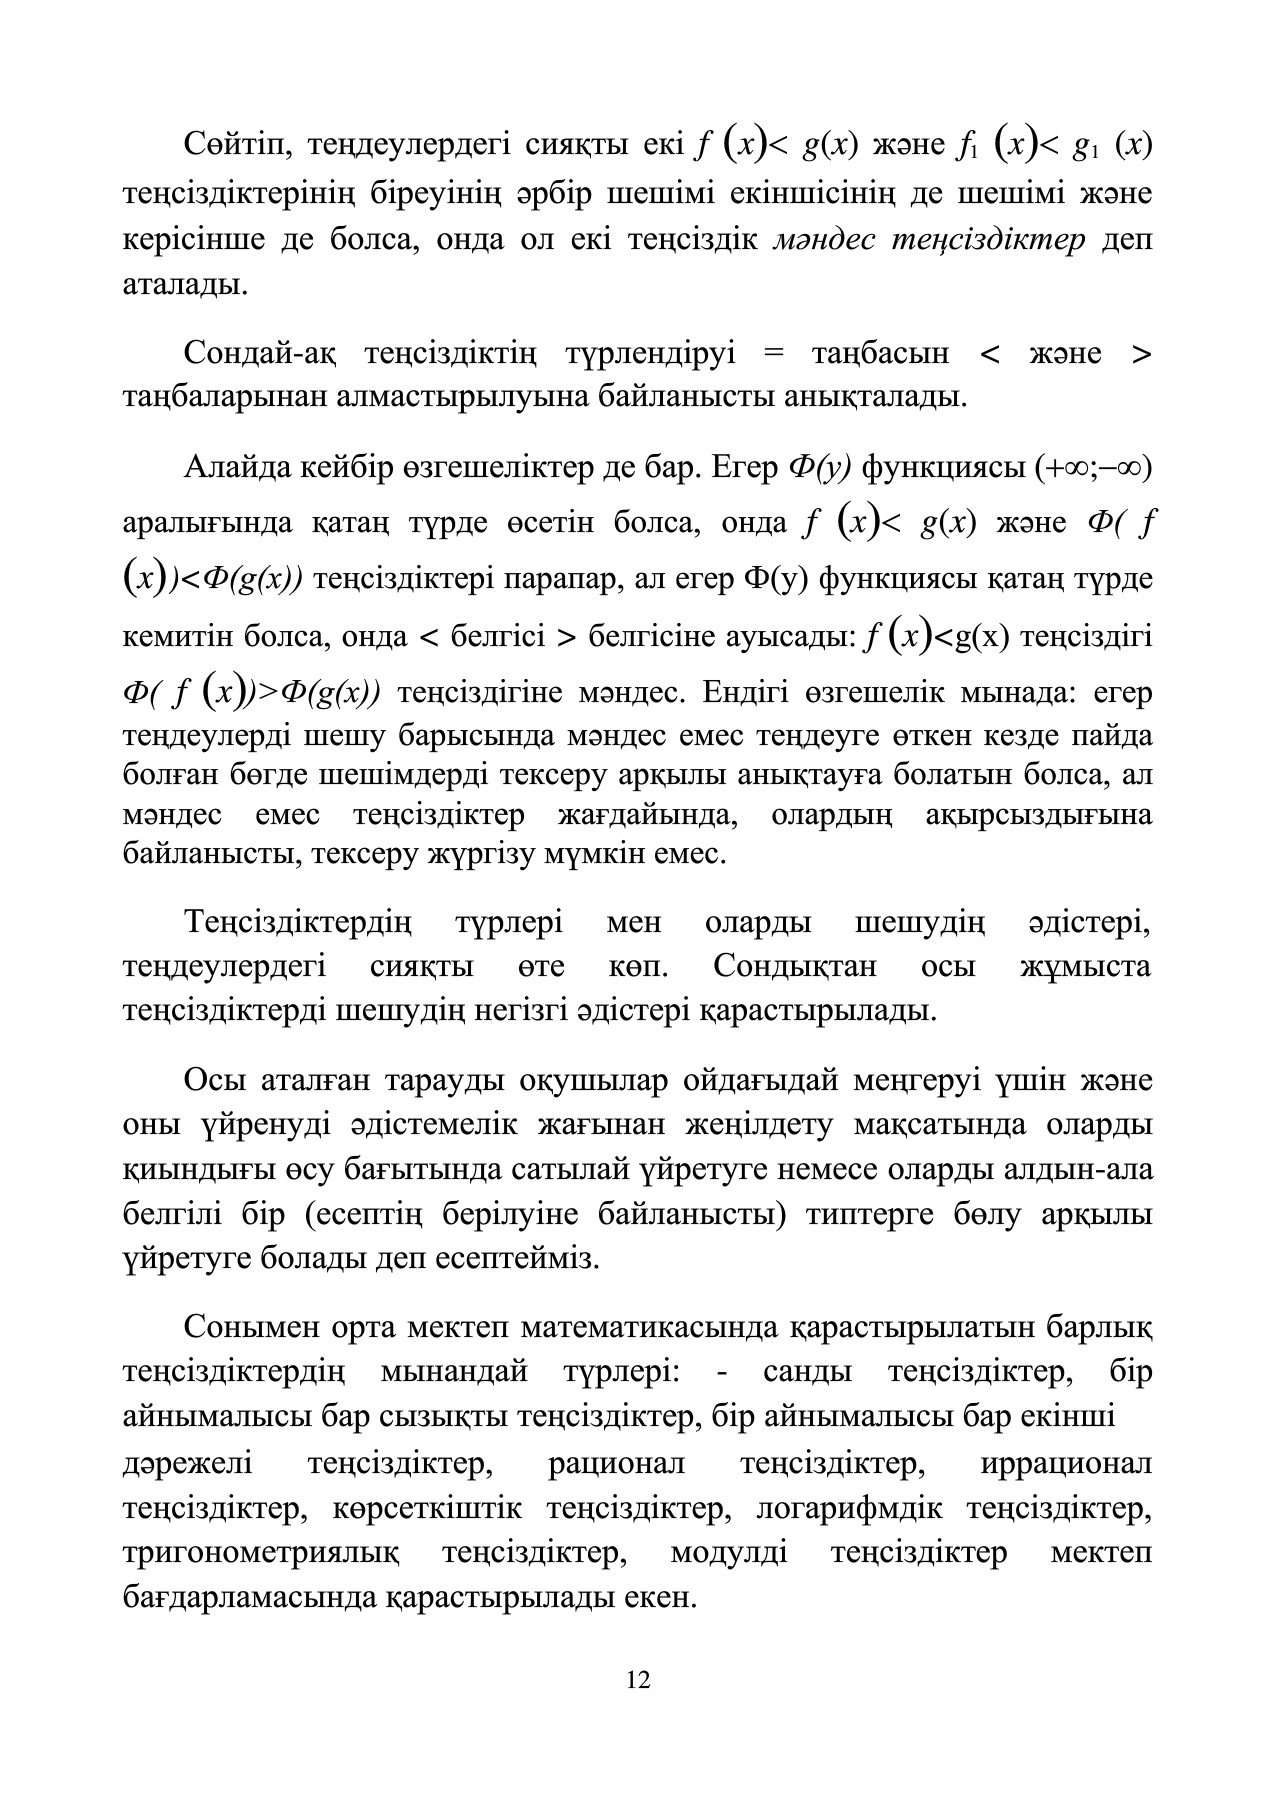 Сөйтіп, теңдеулердегі сияқты екі f (x)< g(x) және f₁ (x)< g₁ (x)
теңсіздіктерінің біреуінің әрбір шешімі екіншісінің де шешімі және
керісінше де болса, онда ол екі теңсіздік мәндес теңсіздіктер деп
аталады.
Сондай-ақ теңсіздіктің түрлендіруі = таңбасын < және >
таңбаларынан алмастырылуына байланысты анықталады.
Алайда кейбір өзгешеліктер де бар. Егер Ф(y) функциясы (+∞;−∞)
аралығында қатаң түрде өсетін болса, онда f (x)< g(x) және Ф( f
(x))<Ф(g(x)) теңсіздіктері парапар, ал егер Ф(у) функциясы қатаң түрде
кемитін болса, онда < белгісі > белгісіне ауысады: f (x)<g(x) теңсіздігі
Ф( f (x))>Ф(g(x)) теңсіздігіне мәндес. Ендігі өзгешелік мынада: егер
теңдеулерді шешу барысында мәндес емес теңдеуге өткен кезде пайда
болған бөгде шешімдерді тексеру арқылы анықтауға болатын болса, ал
мәндес емес теңсіздіктер жағдайында, олардың ақырсыздығына
байланысты, тексеру жүргізу мүмкін емес.
Теңсіздіктердің түрлері мен оларды шешудің әдістері,
теңдеулердегі сияқты өте көп. Сондықтан осы жұмыста
теңсіздіктерді шешудің негізгі әдістері қарастырылады.
Осы аталған тарауды оқушылар ойдағыдай меңгеруі үшін және
оны үйренуді әдістемелік жағынан жеңілдету мақсатында оларды
қиындығы өсу бағытында сатылай үйретуге немесе оларды алдын-ала
белгілі бір (есептің берілуіне байланысты) типтерге бөлу арқылы
үйретуге болады деп есептейміз.
Сонымен орта мектеп математикасында қарастырылатын барлық
теңсіздіктердің мынандай түрлері: - санды теңсіздіктер, бір
айнымалысы бар сызықты теңсіздіктер, бір айнымалысы бар екінші
дәрежелі теңсіздіктер, рационал теңсіздіктер, иррационал
теңсіздіктер, көрсеткіштік теңсіздіктер, логарифмдік теңсіздіктер,
тригонометриялық теңсіздіктер, модулді теңсіздіктер мектеп
бағдарламасында қарастырылады екен.
12